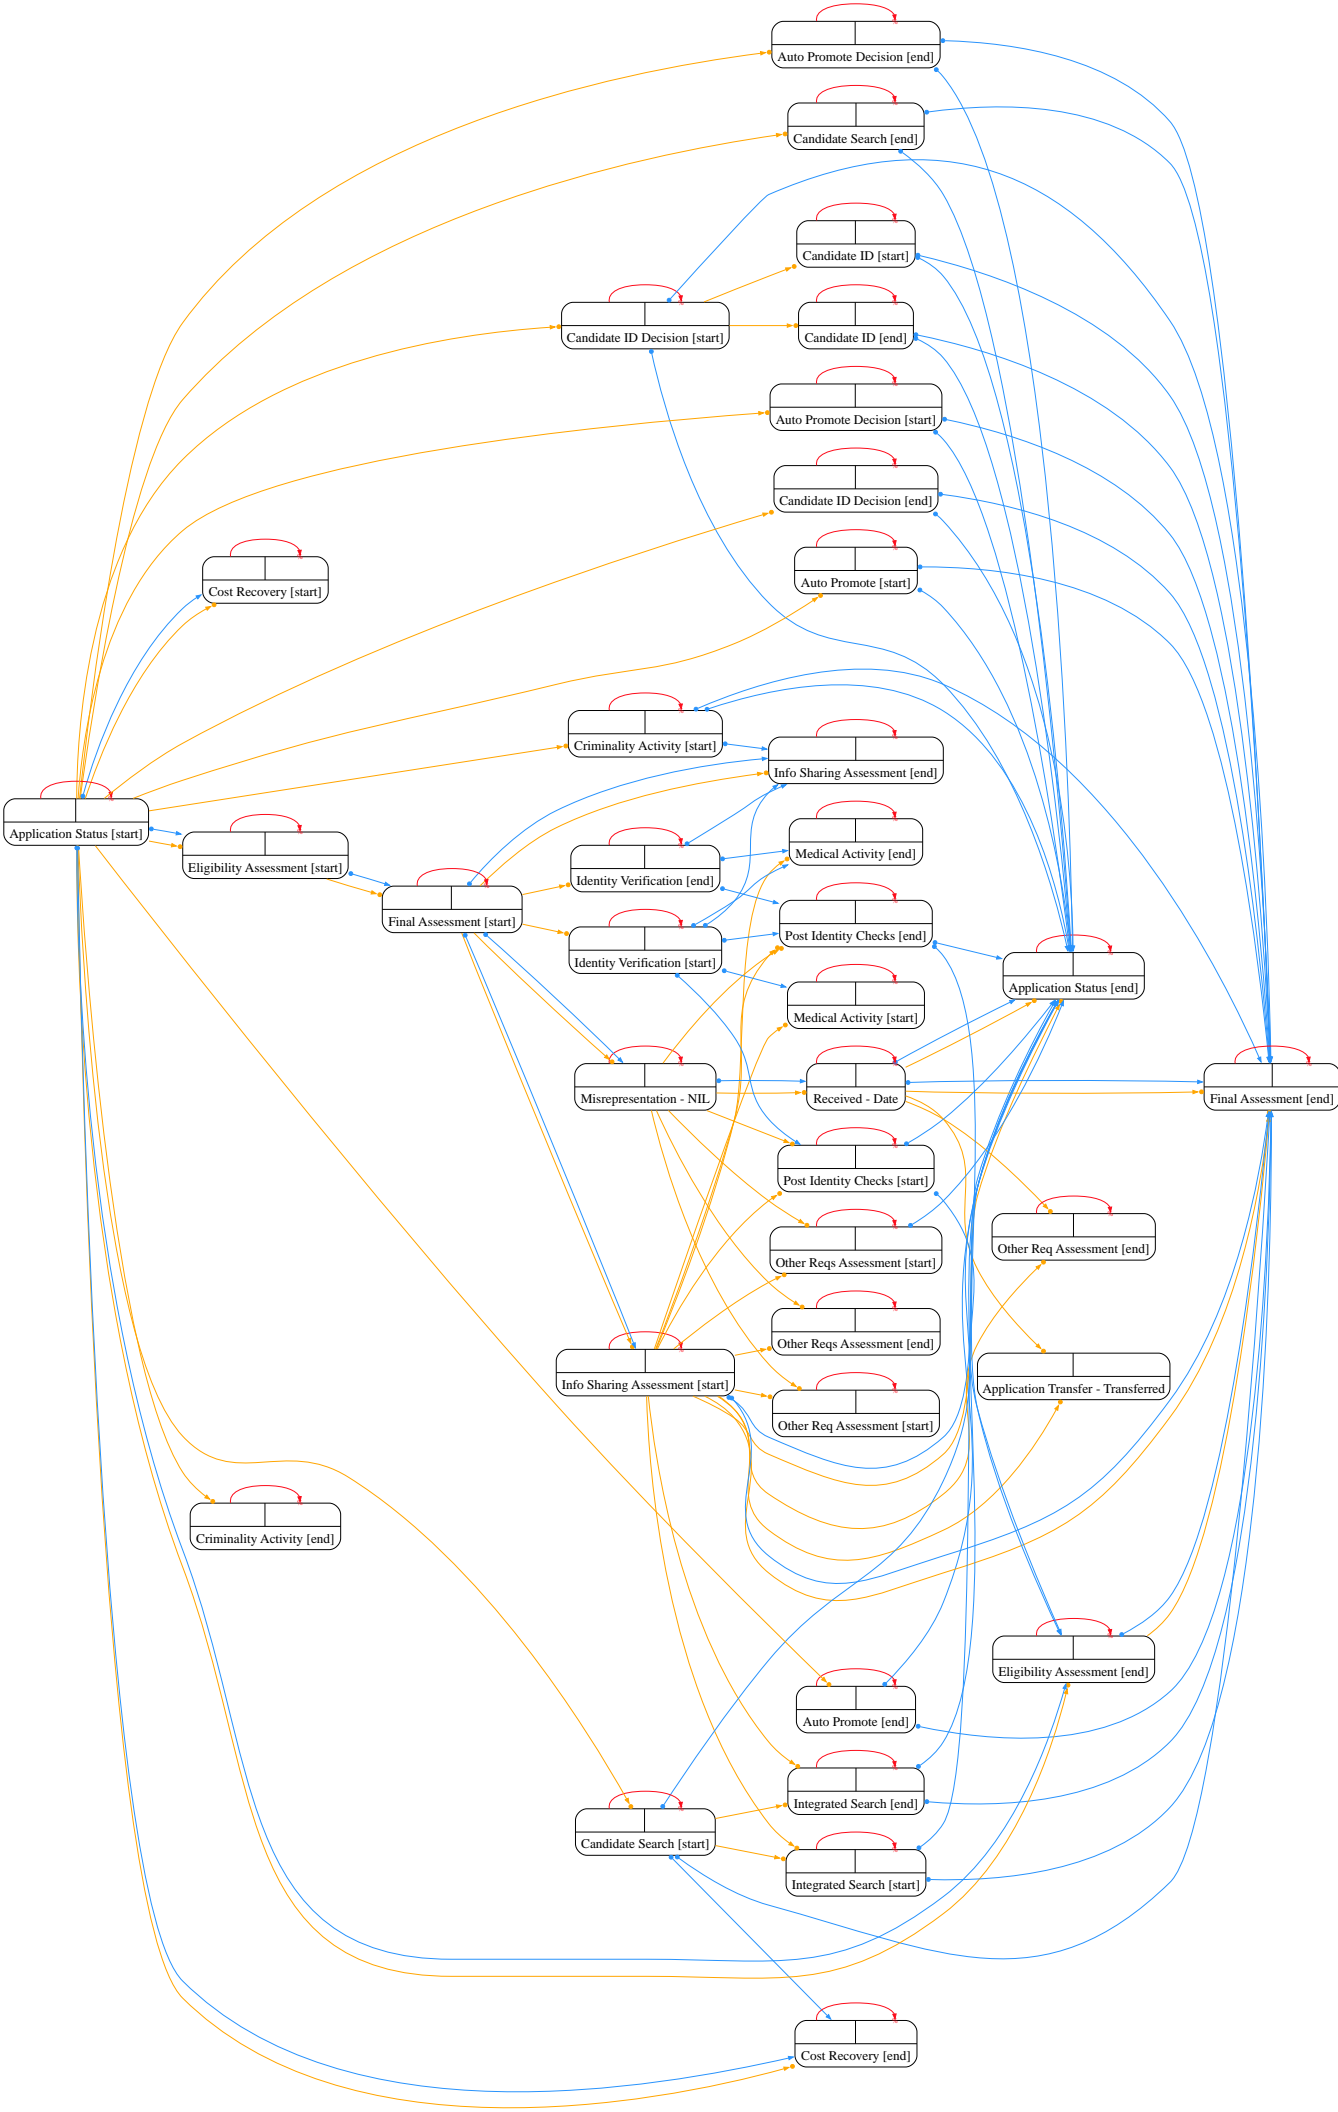 Auto Promote Decision [end]
Candidate Search [end]
Candidate ID [start]
Candidate ID Decision [start]
Candidate ID [end]
Auto Promote Decision [start]
Candidate ID Decision [end]
Cost Recovery [start]
Auto Promote [start]
Criminality Activity [start]
Info Sharing Assessment [end]
Application Status [start]
Eligibility Assessment [start]
Medical Activity [end]
Identity Verification [end]
Final Assessment [start]
Post Identity Checks [end]
Identity Verification [start]
Application Status [end]
Medical Activity [start]
Misrepresentation - NIL
Received - Date
Final Assessment [end]
Post Identity Checks [start]
Other Reqs Assessment [start]
Other Req Assessment [end]
Other Reqs Assessment [end]
Info Sharing Assessment [start]
Application Transfer - Transferred
Other Req Assessment [start]
Criminality Activity [end]
Eligibility Assessment [end]
Auto Promote [end]
Integrated Search [end]
Candidate Search [start]
Integrated Search [start]
Cost Recovery [end]